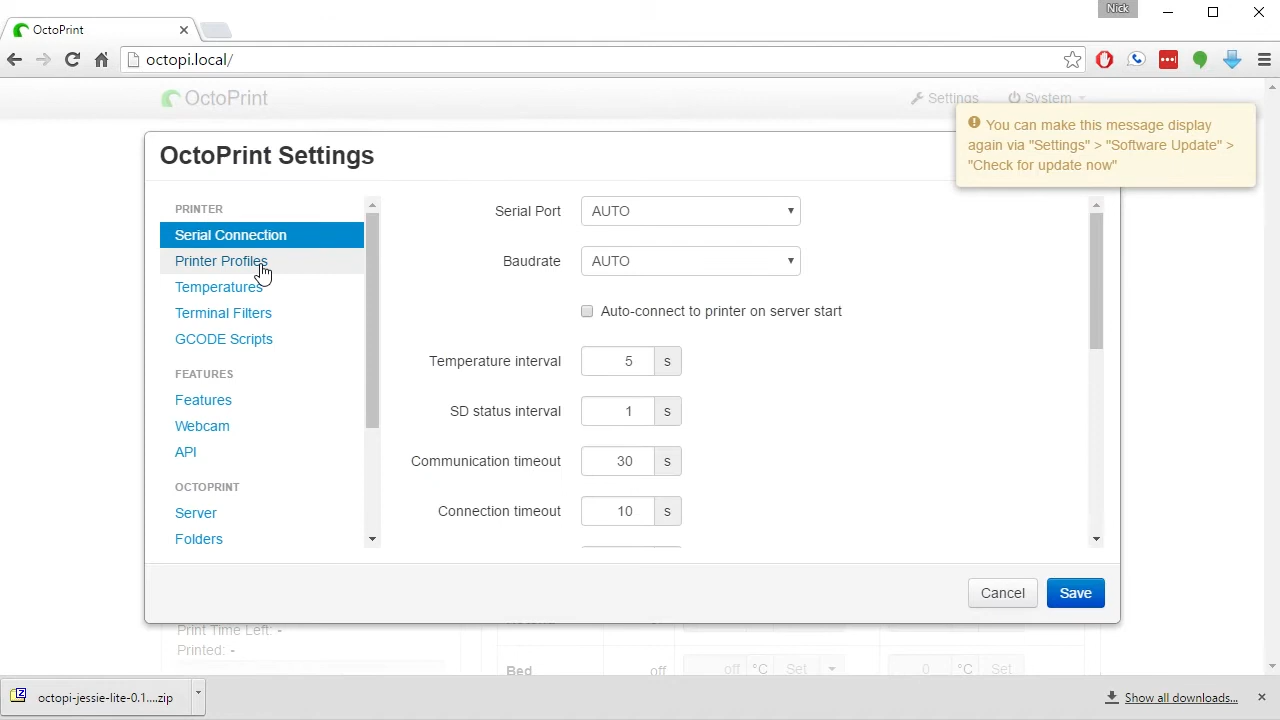 Nick
OctoPrint
octopi.local/
OctoPrint
Settings
System
You can make this message display
again via "Settings" > "Software Update" >
"Check for update now"
OctoPrint Settings
PRINTER
Serial Connection
Printer Profiles
Temperatures
Terminal Filters
GCODE Scripts
FEATURES
Features
Webcam
API
OCTOPRINT
Server
Folders
Serial Port AUTO
Baudrate AUTO
Auto-connect to printer on server start
Temperature interval 5 s
SD status interval 1 s
Communication timeout 30 s
Connection timeout 10 s
Cancel
Save
Print Time Left: -
Printed: -
Bed off off °C Set 0 °C Set
octopi-jessie-lite-0.1....zip
Show all downloads...